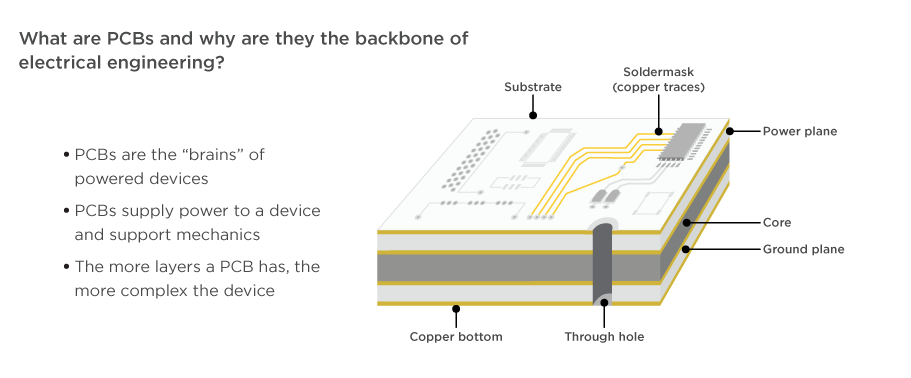 What are PCBs and why are they the backbone of
electrical engineering?
• PCBs are the “brains” of
powered devices
• PCBs supply power to a device
and support mechanics
• The more layers a PCB has, the
more complex the device
Substrate
Soldermask
(copper traces)
Power plane
Core
Ground plane
Copper bottom
Through hole